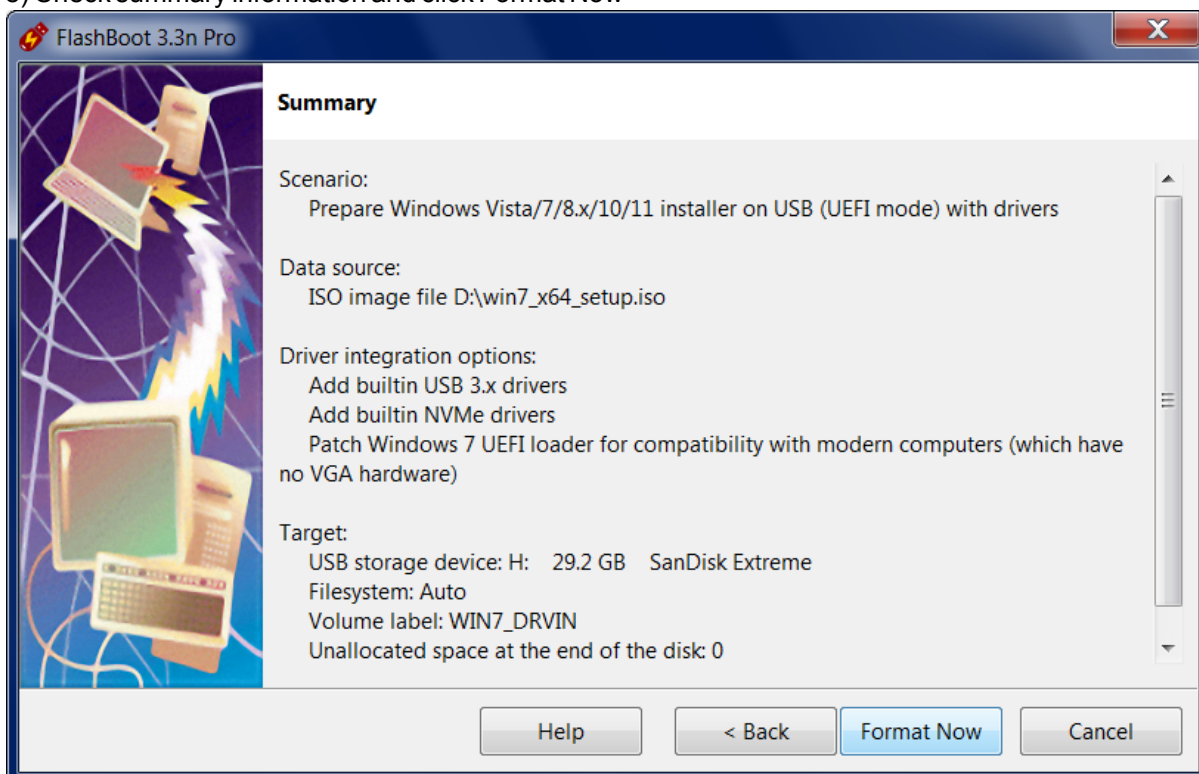 FlashBoot 3.3n Pro
Summary
Scenario:
Prepare Windows Vista/7/8.x/10/11 installer on USB (UEFI mode) with drivers
Data source:
ISO image file D:\win7_x64_setup.iso
Driver integration options:
Add builtin USB 3.x drivers
Add builtin NVMe drivers
Patch Windows 7 UEFI loader for compatibility with modern computers (which have
no VGA hardware)
Target:
USB storage device: H: 29.2 GB SanDisk Extreme
Filesystem: Auto
Volume label: WIN7_DRVIN
Unallocated space at the end of the disk: 0
Help < Back Format Now Cancel